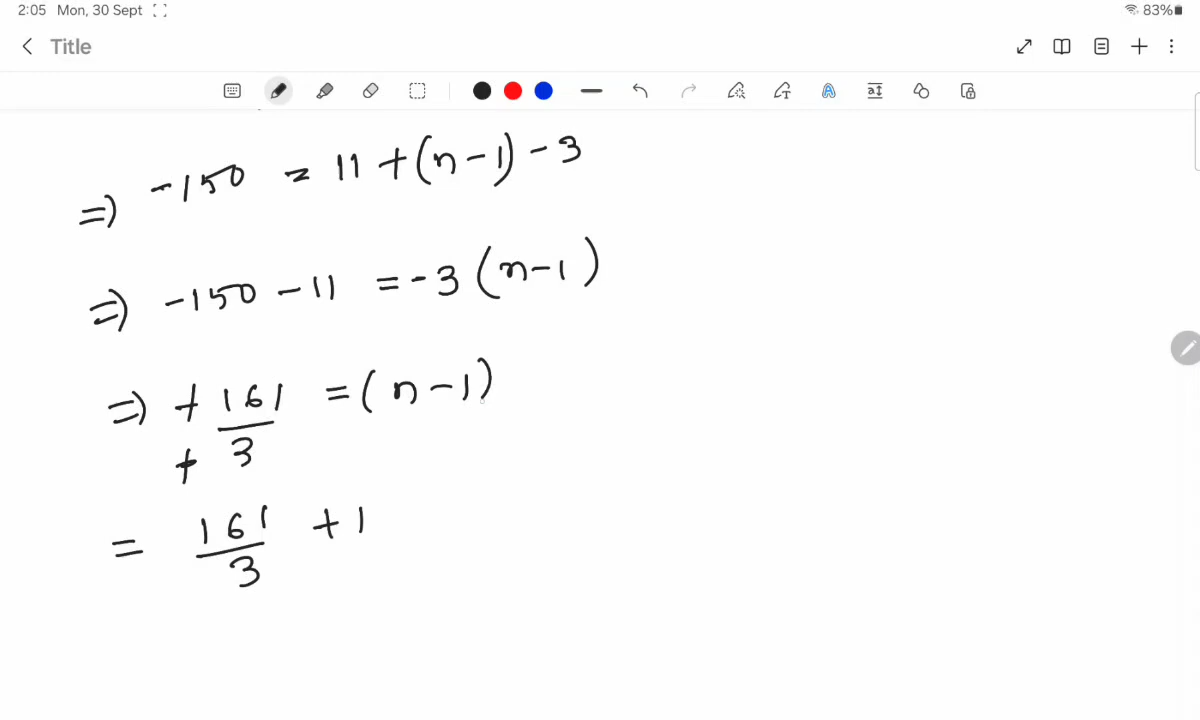 2:05 Mon, 30 Sept 83%
Title
=> -150 = 11 + (n-1) - 3
=> -150 - 11 = -3 (n-1)
=> + 161 = (n-1)
+ 3
= 161 + 1
3